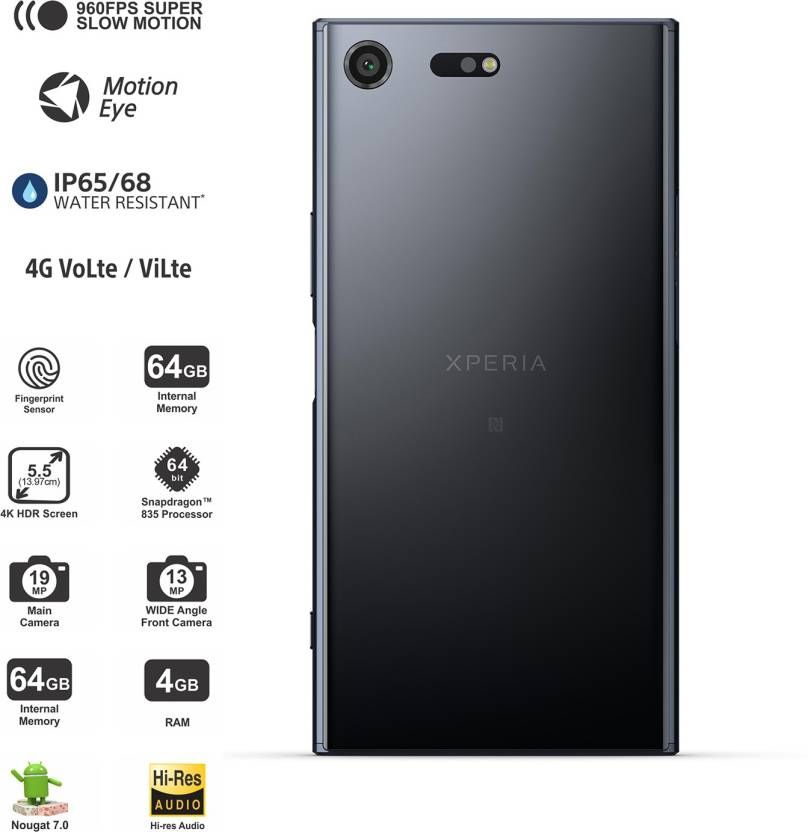 960FPS SUPER
SLOW MOTION
Motion
Eye
IP65/68
WATER RESISTANT*
4G VoLte / ViLte
Fingerprint
Sensor
64GB
Internal
Memory
5.5
(13.97cm)
4K HDR Screen
64
bit
Snapdragon™
835 Processor
19
MP
Main
Camera
13
MP
WIDE Angle
Front Camera
64GB
Internal
Memory
4GB
RAM
Nougat 7.0
Hi-Res
AUDIO
Hi-res Audio
XPERIA